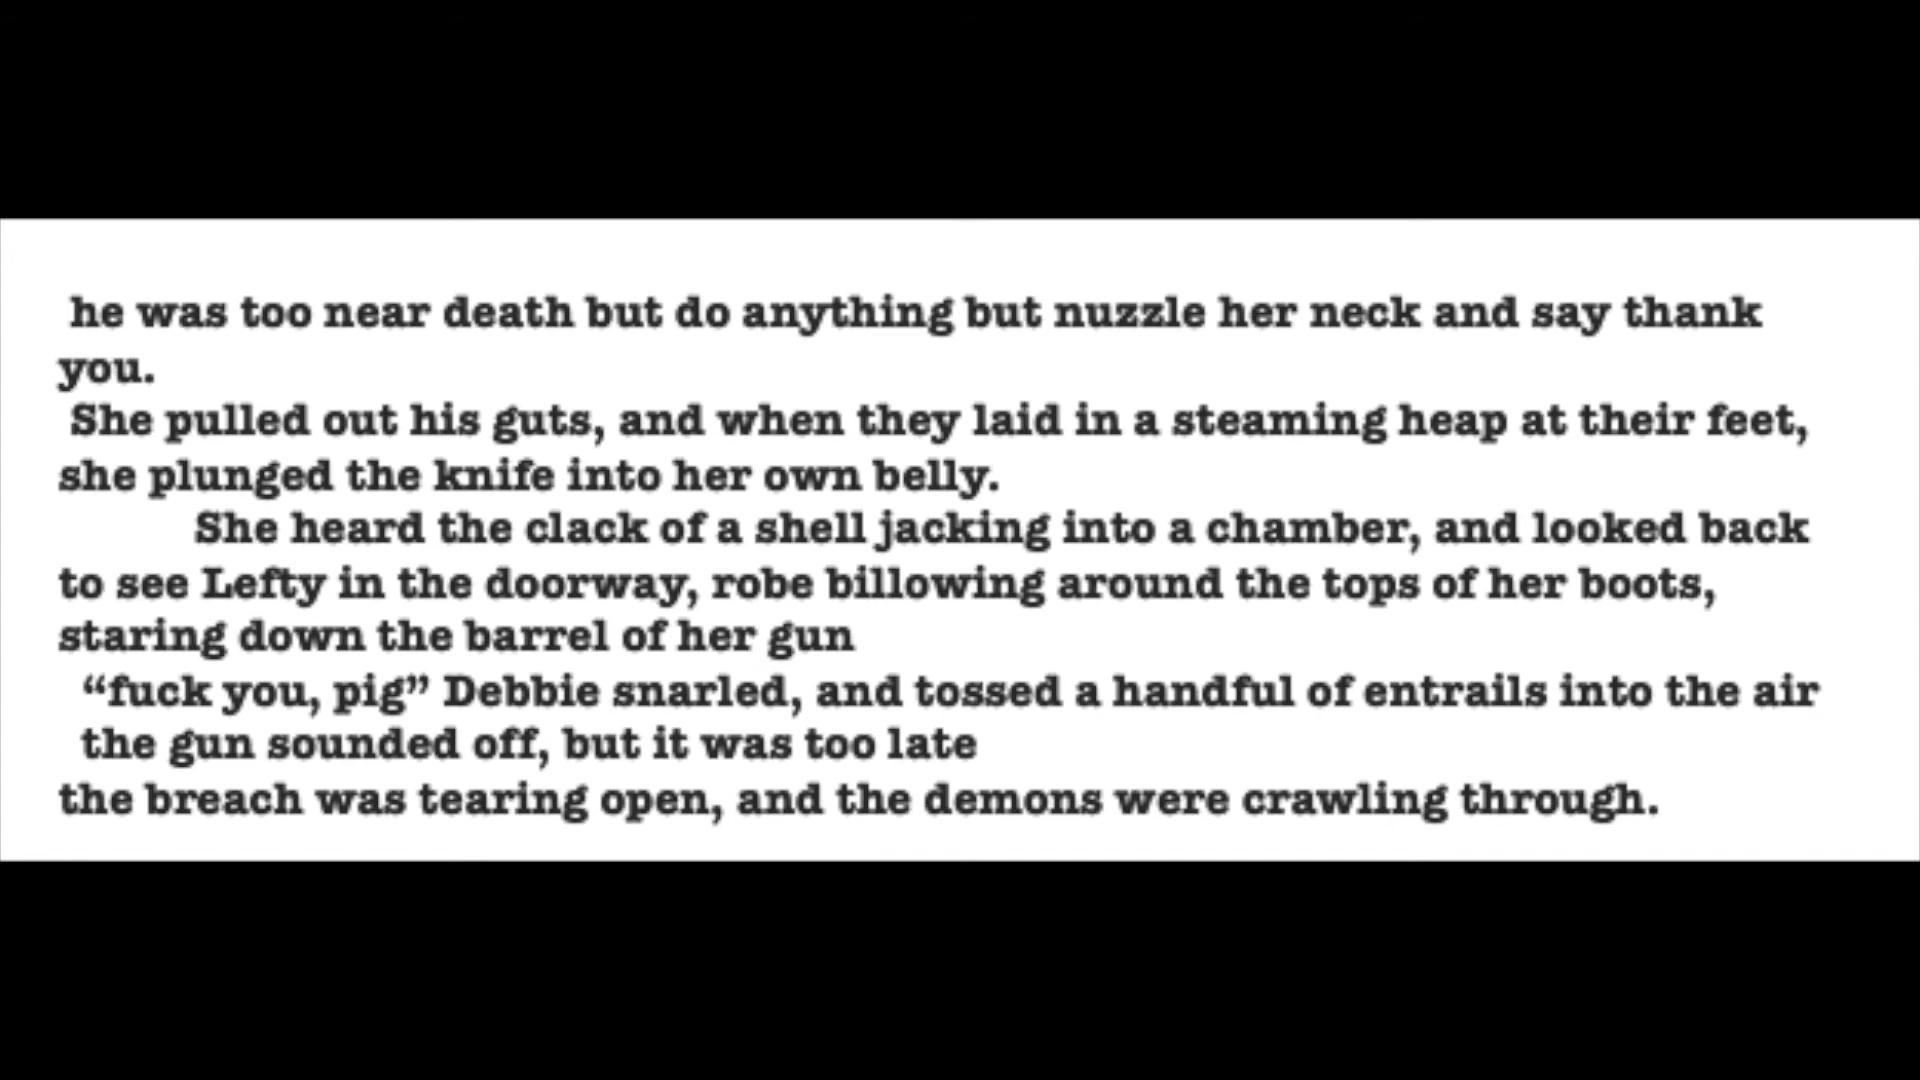 he was too near death but do anything but nuzzle her neck and say thank
you.
She pulled out his guts, and when they laid in a steaming heap at their feet,
she plunged the knife into her own belly.
She heard the clack of a shell jacking into a chamber, and looked back
to see Lefty in the doorway, robe billowing around the tops of her boots,
staring down the barrel of her gun
“fuck you, pig” Debbie snarled, and tossed a handful of entrails into the air
the gun sounded off, but it was too late
the breach was tearing open, and the demons were crawling through.